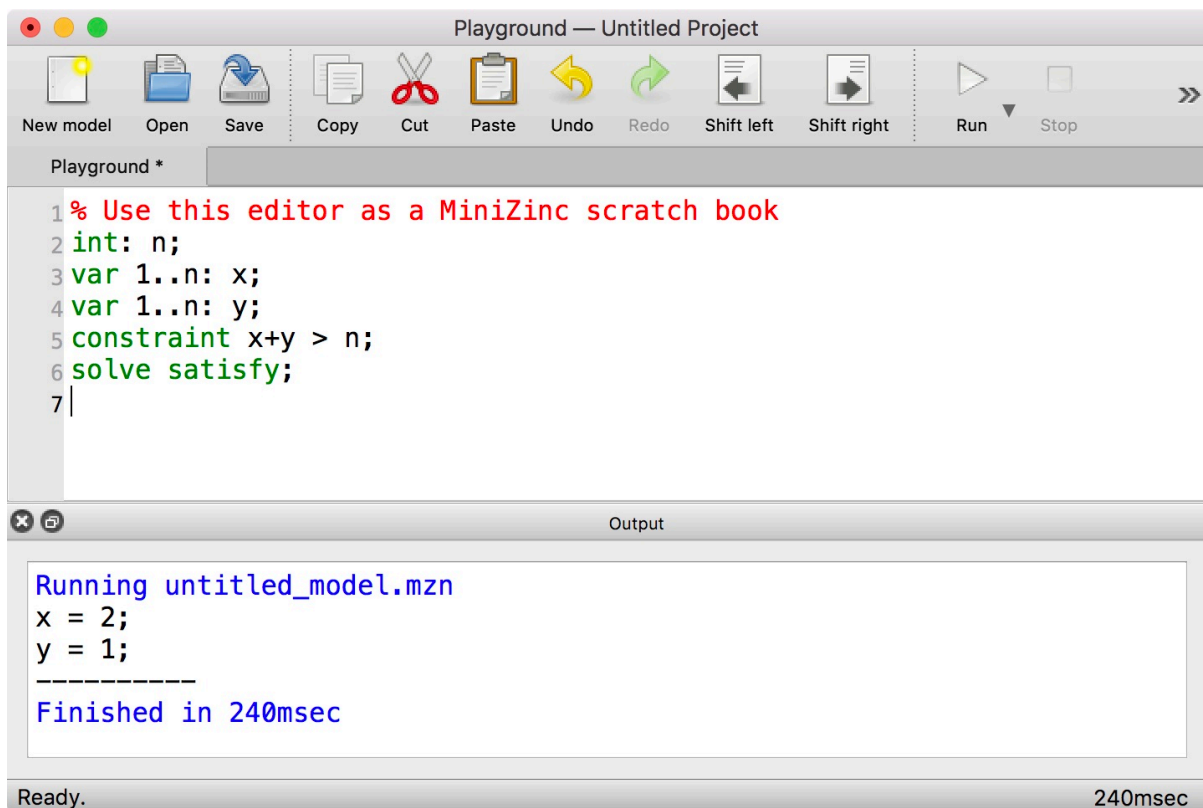 Playground — Untitled Project
New model Open Save Copy Cut Paste Undo Redo Shift left Shift right Run Stop
Playground *
1 % Use this editor as a MiniZinc scratch book
2 int: n;
3 var 1..n: x;
4 var 1..n: y;
5 constraint x+y > n;
6 solve satisfy;
7
Output
Running untitled_model.mzn
x = 2;
y = 1;
----------
Finished in 240msec
Ready. 240msec